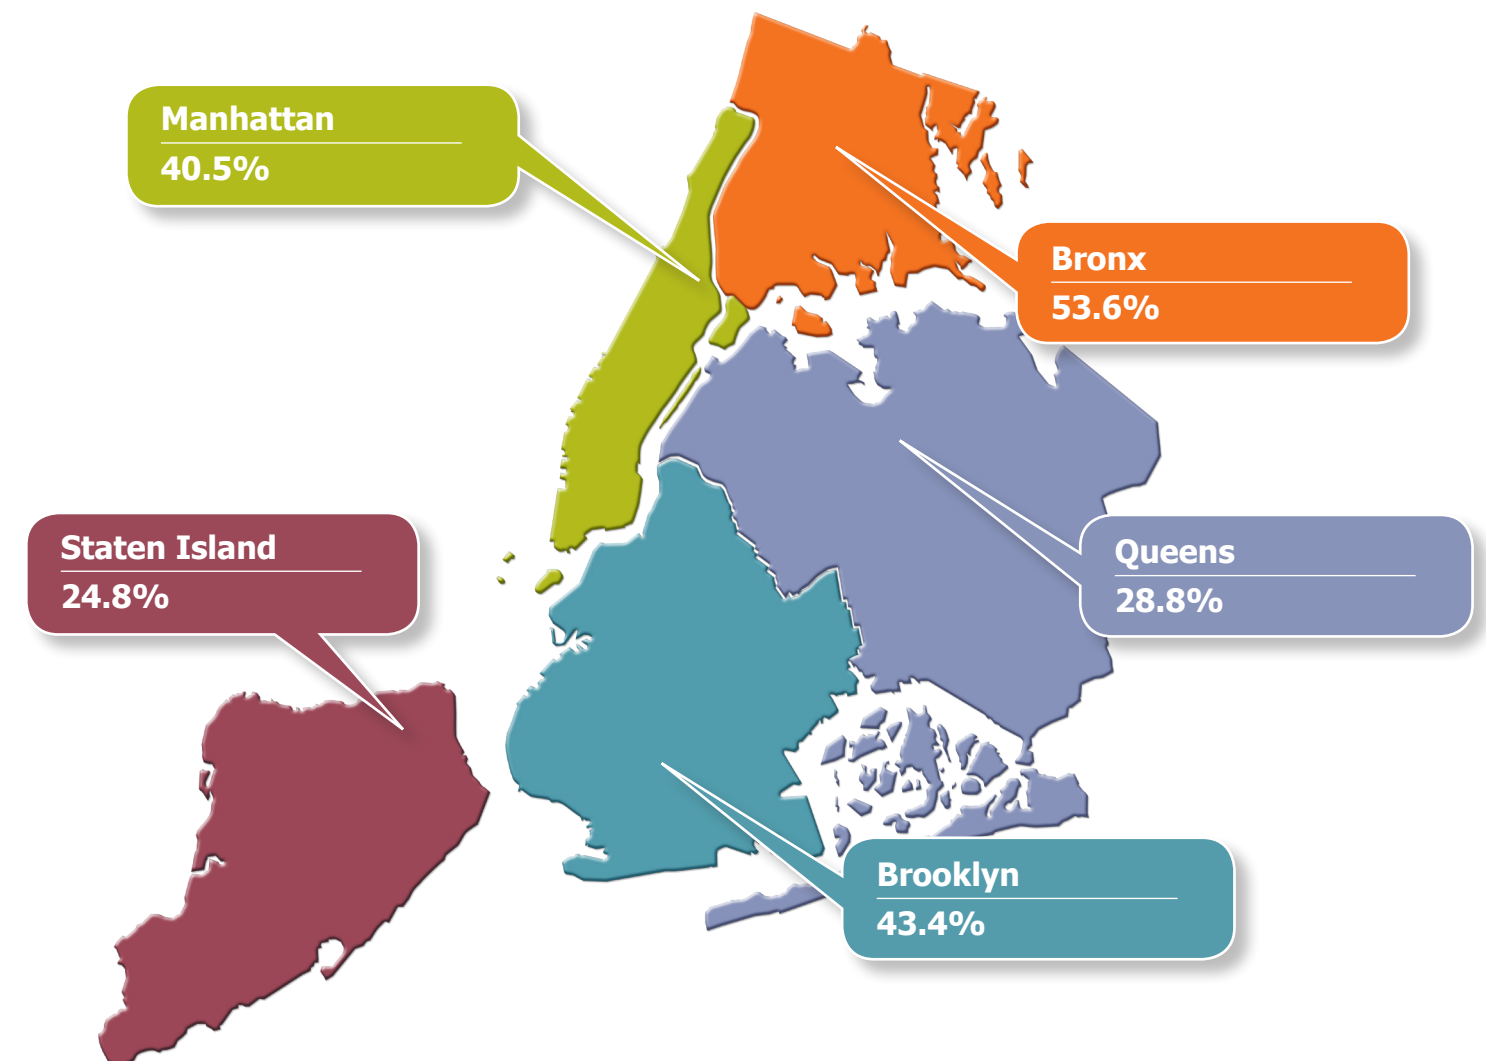 Manhattan
40.5%
Bronx
53.6%
Staten Island
24.8%
Queens
28.8%
Brooklyn
43.4%